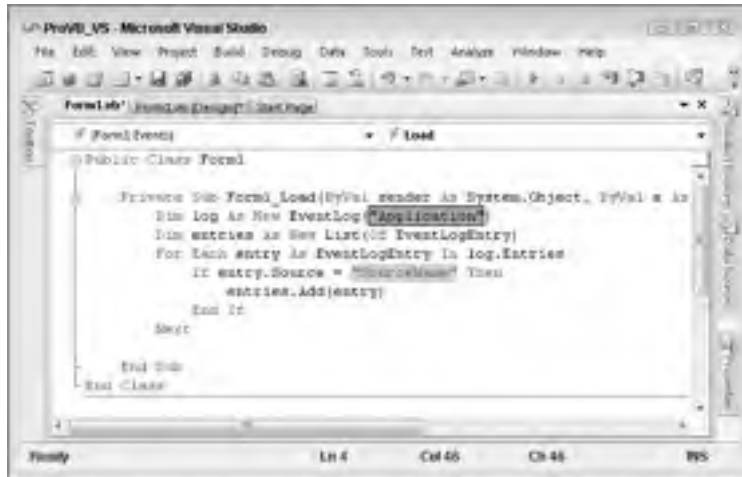 ProVB_VS - Microsoft Visual Studio
File Edit View Project Build Debug Data Tools Test Analyze Window Help
Form1.vb* Form1.vb [Design]* Start Page
(Form1 Events) Load
Toolbox
Public Class Form1
Private Sub Form1_Load(ByVal sender As System.Object, ByVal e As
Dim log As New EventLog("Application")
Dim entries As New List(Of EventLogEntry)
For Each entry As EventLogEntry In log.Entries
If entry.Source = "SourceName" Then
entries.Add(entry)
End If
Next
End Sub
End Class
Ready Ln 4 Col 46 Ch 46 INS